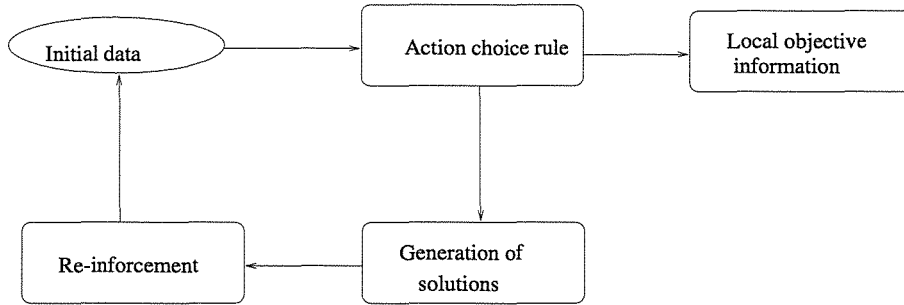 Initial data
Action choice rule
Local objective
information
Re-inforcement
Generation of
solutions